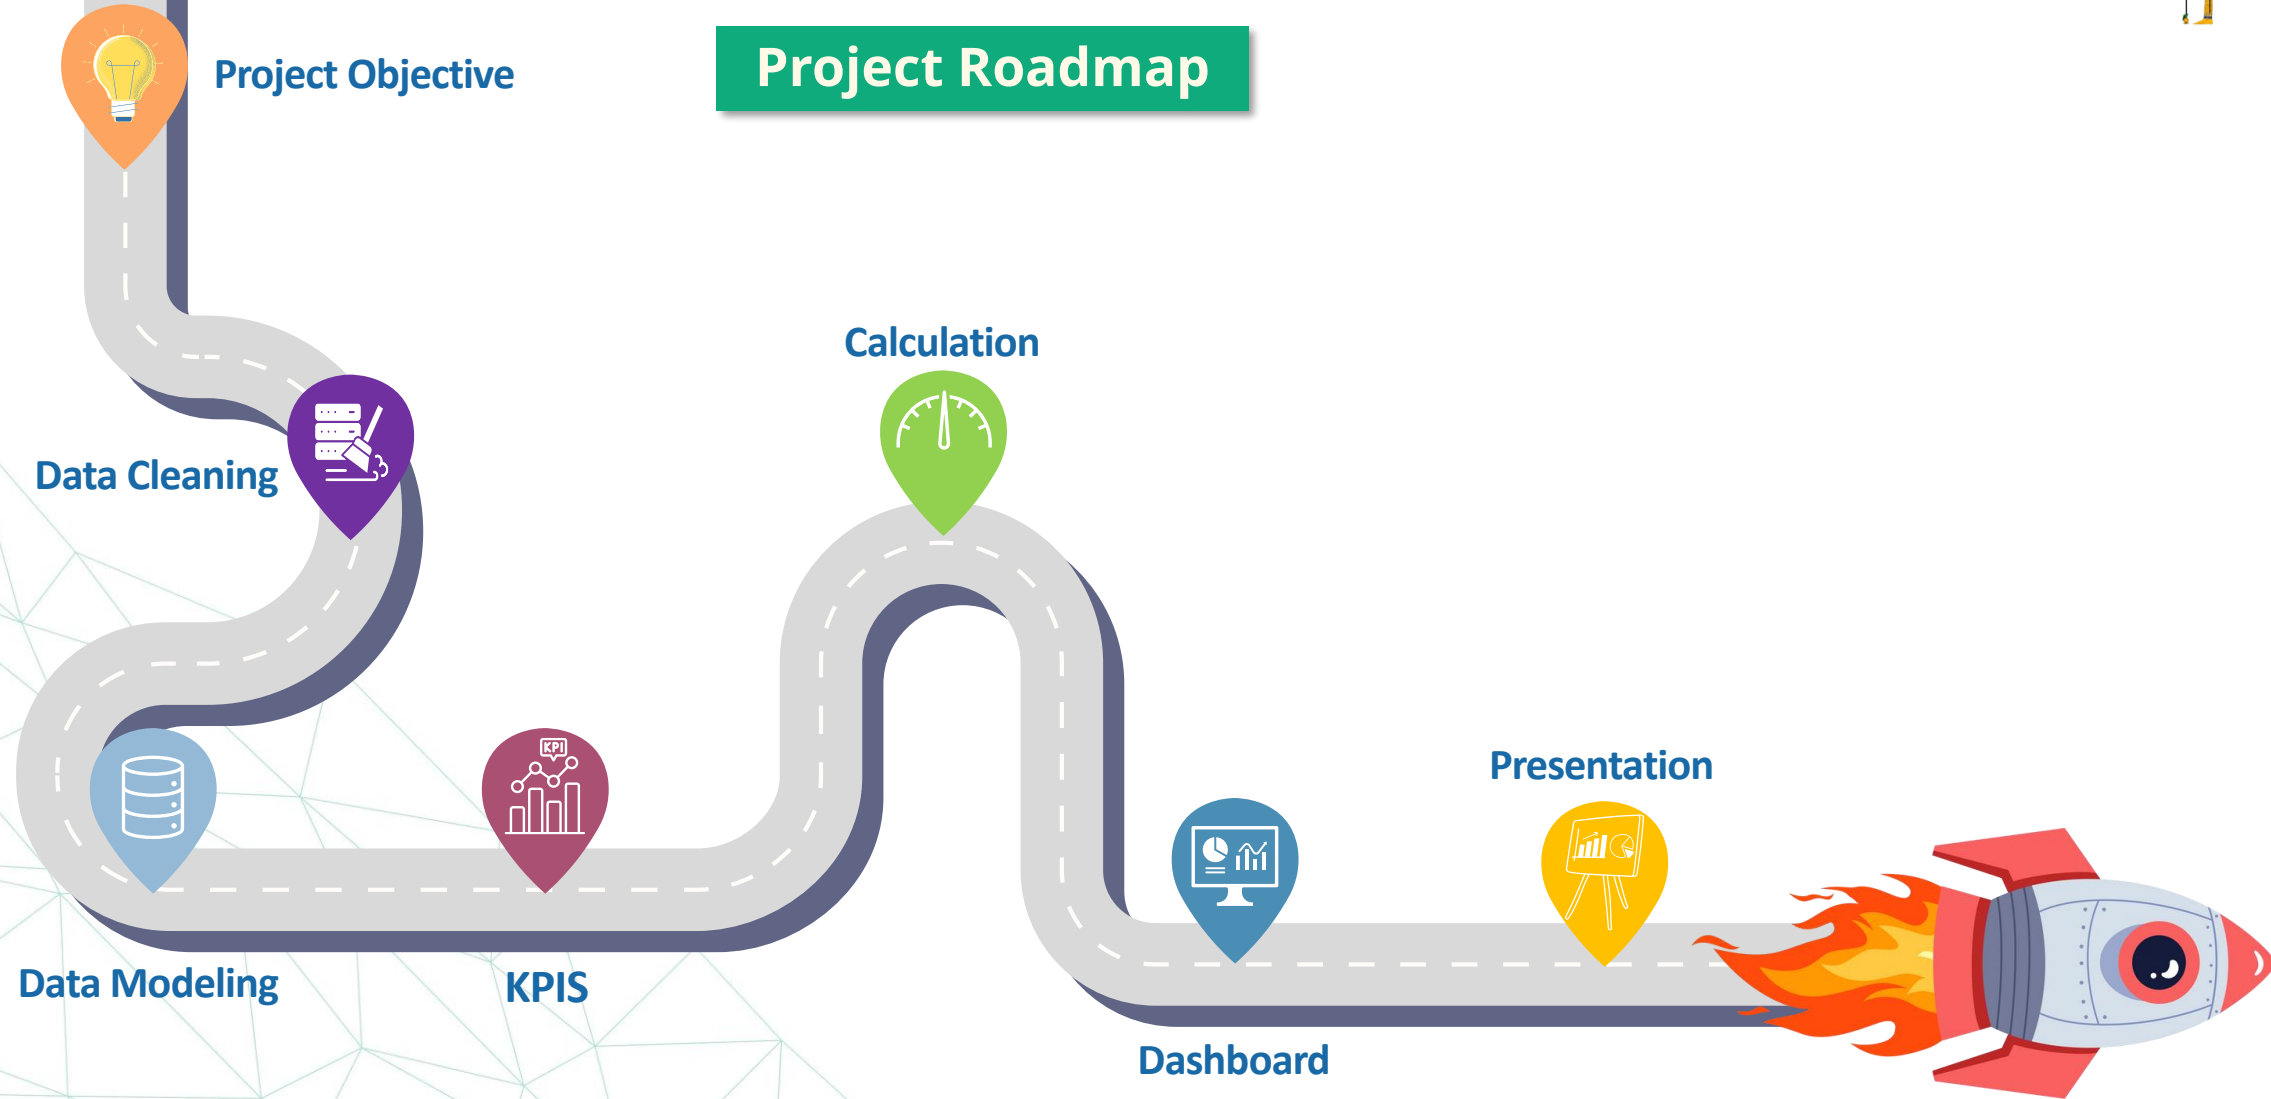 Project Roadmap
Project Objective
Calculation
Data Cleaning
KPI
Presentation
Data Modeling
KPIS
Dashboard